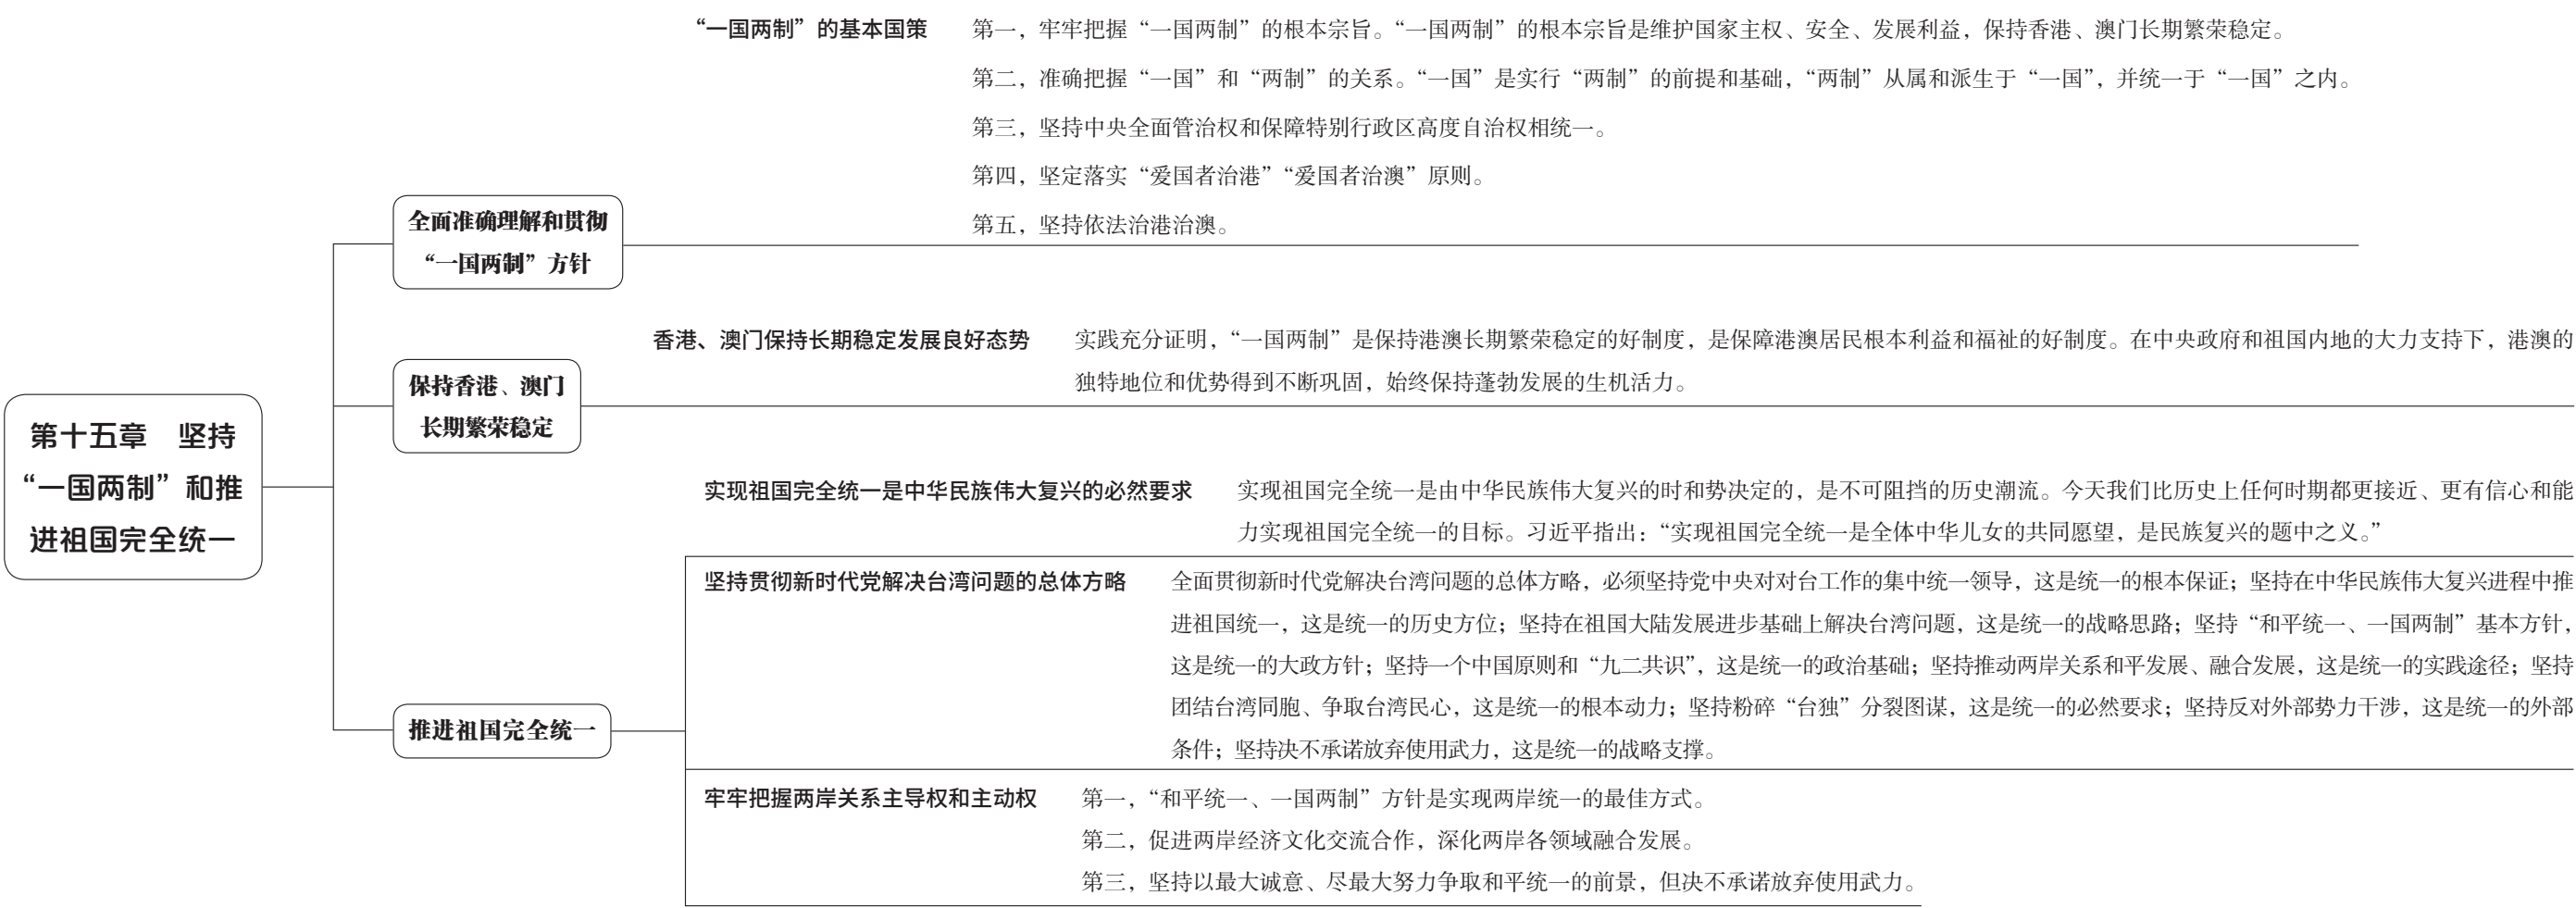 第十五章　坚持
“一国两制”和推
进祖国完全统一
全面准确理解和贯彻
“一国两制”方针
“一国两制”的基本国策
第一，牢牢把握“一国两制”的根本宗旨。“一国两制”的根本宗旨是维护国家主权、安全、发展利益，保持香港、澳门长期繁荣稳定。
第二，准确把握“一国”和“两制”的关系。“一国”是实行“两制”的前提和基础，“两制”从属和派生于“一国”，并统一于“一国”之内。
第三，坚持中央全面管治权和保障特别行政区高度自治权相统一。
第四，坚定落实“爱国者治港”“爱国者治澳”原则。
第五，坚持依法治港治澳。
保持香港、澳门
长期繁荣稳定
香港、澳门保持长期稳定发展良好态势
实践充分证明，“一国两制”是保持港澳长期繁荣稳定的好制度，是保障港澳居民根本利益和福祉的好制度。在中央政府和祖国内地的大力支持下，港澳的
独特地位和优势得到不断巩固，始终保持蓬勃发展的生机活力。
推进祖国完全统一
实现祖国完全统一是中华民族伟大复兴的必然要求
实现祖国完全统一是由中华民族伟大复兴的时和势决定的，是不可阻挡的历史潮流。今天我们比历史上任何时期都更接近、更有信心和能
力实现祖国完全统一的目标。习近平指出：“实现祖国完全统一是全体中华儿女的共同愿望，是民族复兴的题中之义。”
坚持贯彻新时代党解决台湾问题的总体方略
全面贯彻新时代党解决台湾问题的总体方略，必须坚持党中央对对台工作的集中统一领导，这是统一的根本保证；坚持在中华民族伟大复兴进程中推
进祖国统一，这是统一的历史方位；坚持在祖国大陆发展进步基础上解决台湾问题，这是统一的战略思路；坚持“和平统一、一国两制”基本方针，
这是统一的大政方针；坚持一个中国原则和“九二共识”，这是统一的政治基础；坚持推动两岸关系和平发展、融合发展，这是统一的实践途径；坚持
团结台湾同胞、争取台湾民心，这是统一的根本动力；坚持粉碎“台独”分裂图谋，这是统一的必然要求；坚持反对外部势力干涉，这是统一的外部
条件；坚持决不承诺放弃使用武力，这是统一的战略支撑。
牢牢把握两岸关系主导权和主动权
第一，“和平统一、一国两制”方针是实现两岸统一的最佳方式。
第二，促进两岸经济文化交流合作，深化两岸各领域融合发展。
第三，坚持以最大诚意、尽最大努力争取和平统一的前景，但决不承诺放弃使用武力。